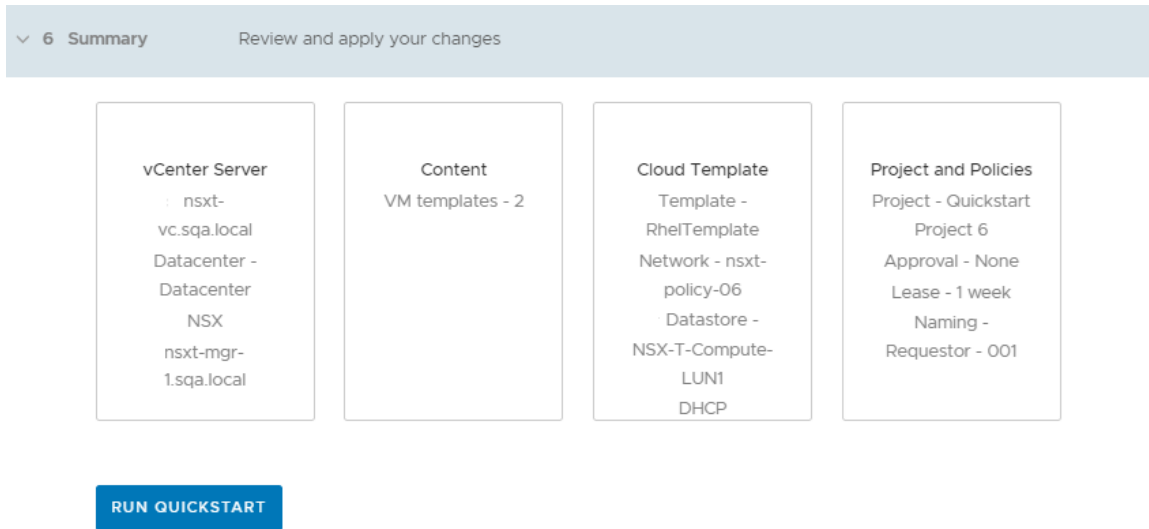 6 Summary Review and apply your changes
vCenter Server
nsxt-
vc.sqa.local
Datacenter -
Datacenter
NSX
nsxt-mgr-
1.sqa.local
Content
VM templates - 2
Cloud Template
Template -
RhelTemplate
Network - nsxt-
policy-06
Datastore -
NSX-T-Compute-
LUN1
DHCP
Project and Policies
Project - Quickstart
Project 6
Approval - None
Lease - 1 week
Naming -
Requestor - 001
RUN QUICKSTART